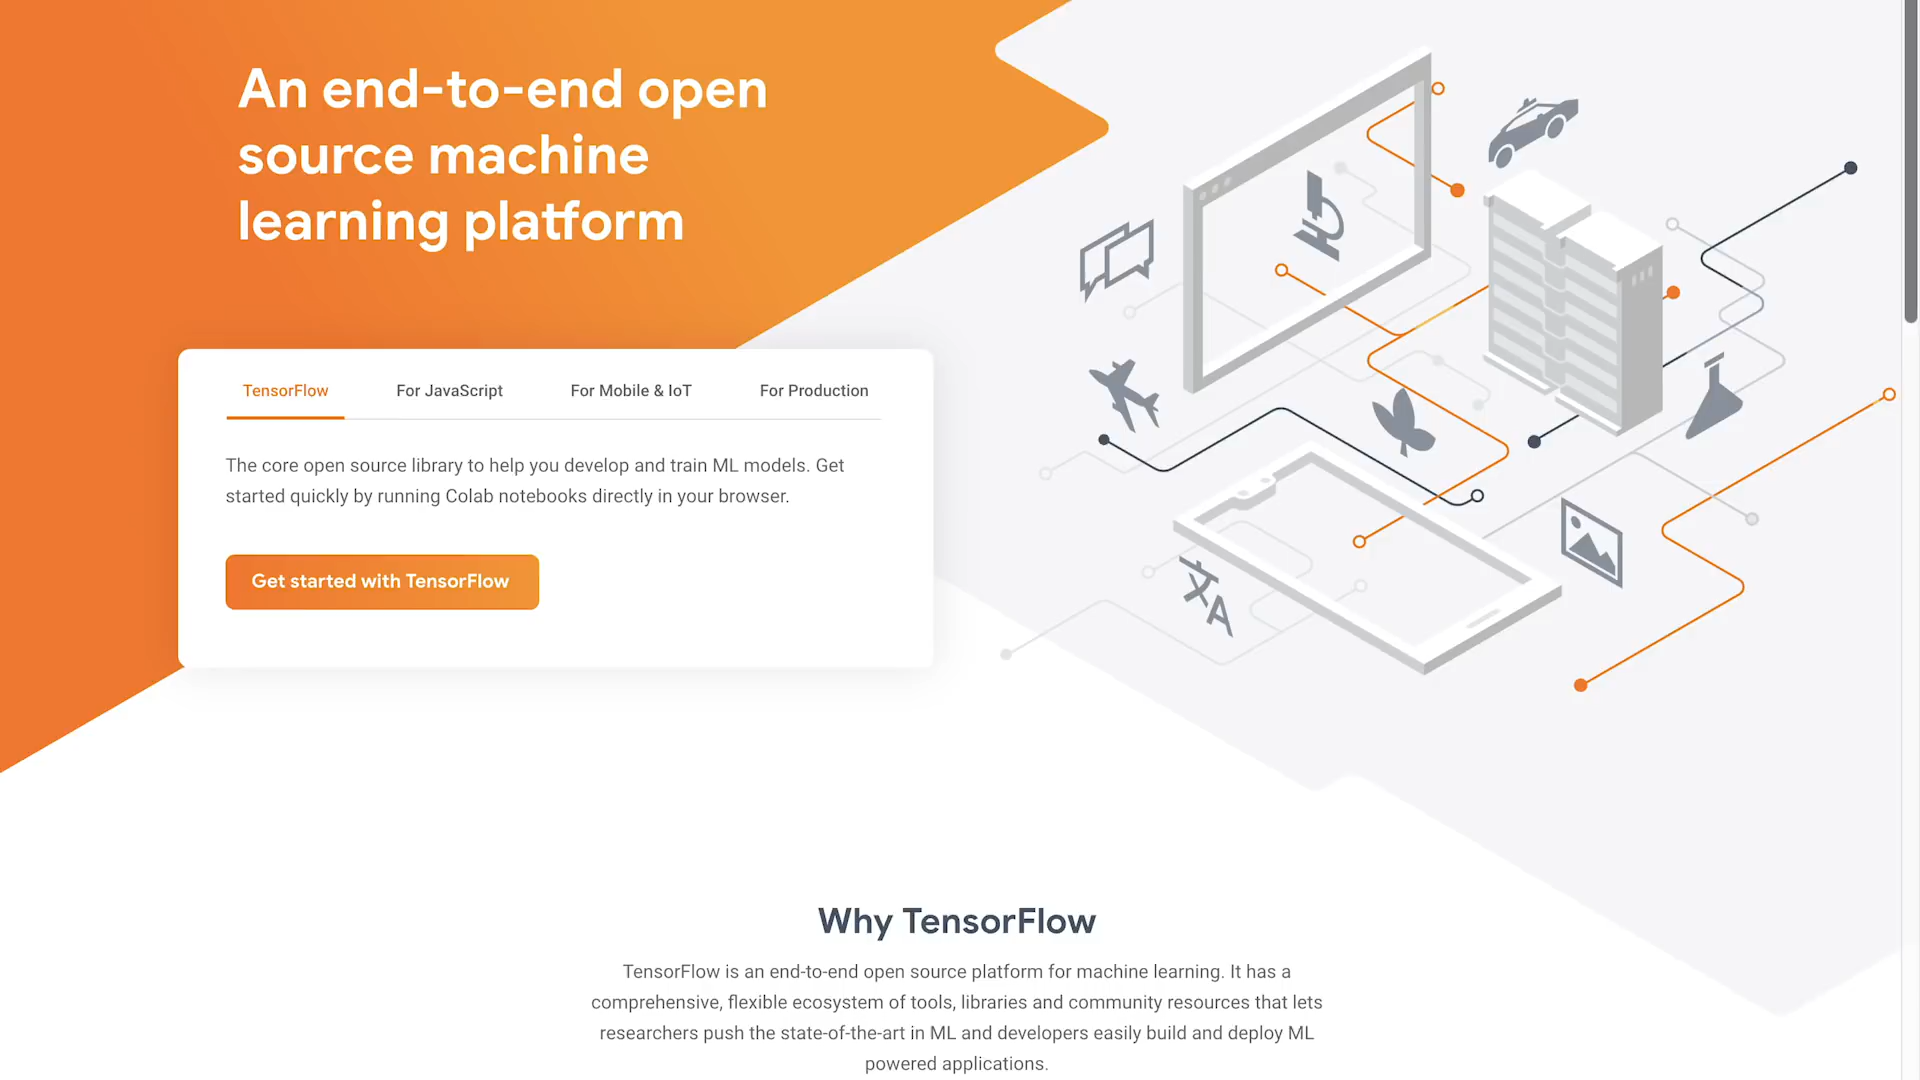 An end-to-end open
source machine
learning platform
TensorFlow
For JavaScript
For Mobile & IoT
For Production
The core open source library to help you develop and train ML models. Get
started quickly by running Colab notebooks directly in your browser.
Get started with TensorFlow
文A
Why TensorFlow
TensorFlow is an end-to-end open source platform for machine learning. It has a
comprehensive, flexible ecosystem of tools, libraries and community resources that lets
researchers push the state-of-the-art in ML and developers easily build and deploy ML
powered applications.